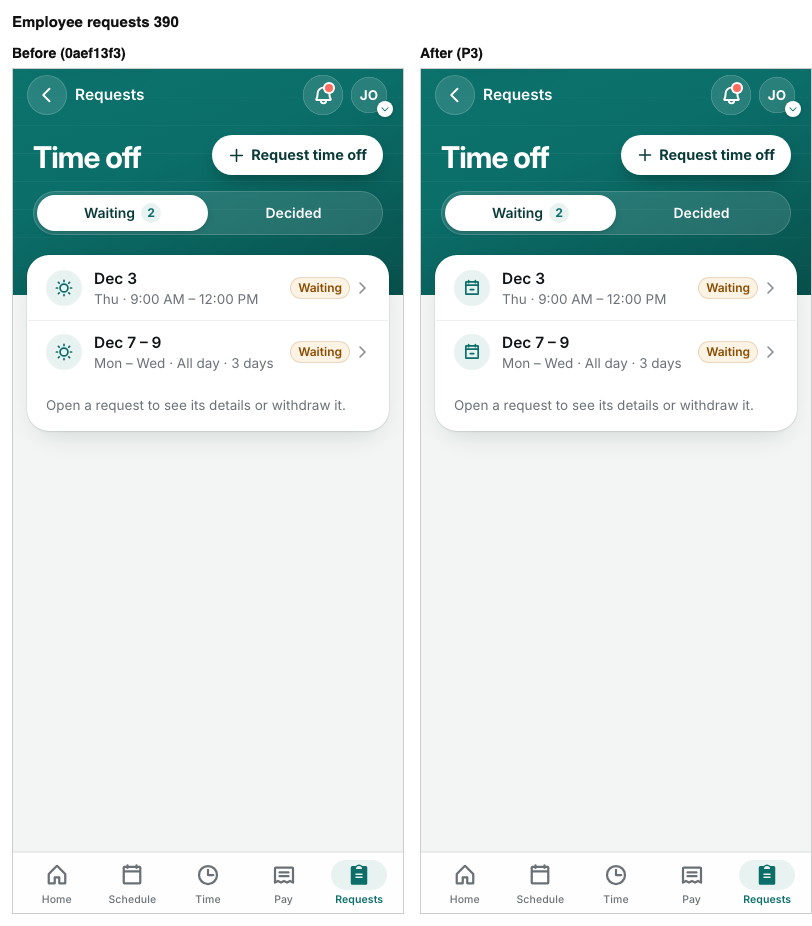 Employee requests 390
Before (0aef13f3)
Requests
JO
Time off
+ Request time off
Waiting 2
Decided
Dec 3
Thu · 9:00 AM – 12:00 PM
Waiting
Dec 7 – 9
Mon – Wed · All day · 3 days
Waiting
Open a request to see its details or withdraw it.
Home
Schedule
Time
Pay
Requests
After (P3)
Requests
JO
Time off
+ Request time off
Waiting 2
Decided
Dec 3
Thu · 9:00 AM – 12:00 PM
Waiting
Dec 7 – 9
Mon – Wed · All day · 3 days
Waiting
Open a request to see its details or withdraw it.
Home
Schedule
Time
Pay
Requests